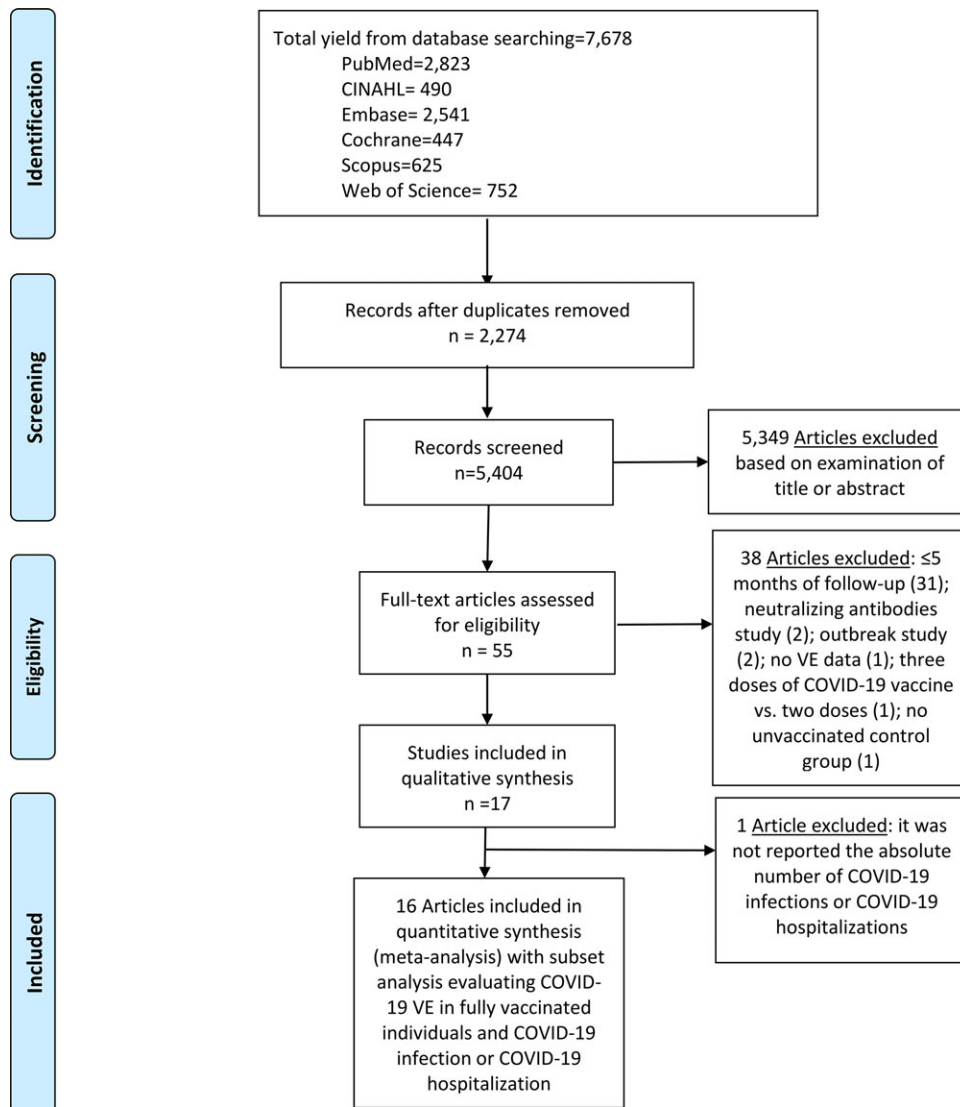 Identification
Total yield from database searching=7,678
PubMed=2,823
CINAHL= 490
Embase= 2,541
Cochrane=447
Scopus=625
Web of Science= 752
Screening
Records after duplicates removed
n = 2,274
Records screened
n=5,404
5,349 Articles excluded
based on examination of
title or abstract
Eligibility
Full-text articles assessed
for eligibility
n = 55
38 Articles excluded: ≤5
months of follow-up (31);
neutralizing antibodies
study (2); outbreak study
(2); no VE data (1); three
doses of COVID-19 vaccine
vs. two doses (1); no
unvaccinated control
group (1)
Studies included in
qualitative synthesis
n =17
Included
1 Article excluded: it was
not reported the absolute
number of COVID-19
infections or COVID-19
hospitalizations
16 Articles included in
quantitative synthesis
(meta-analysis) with subset
analysis evaluating COVID-
19 VE in fully vaccinated
individuals and COVID-19
infection or COVID-19
hospitalization